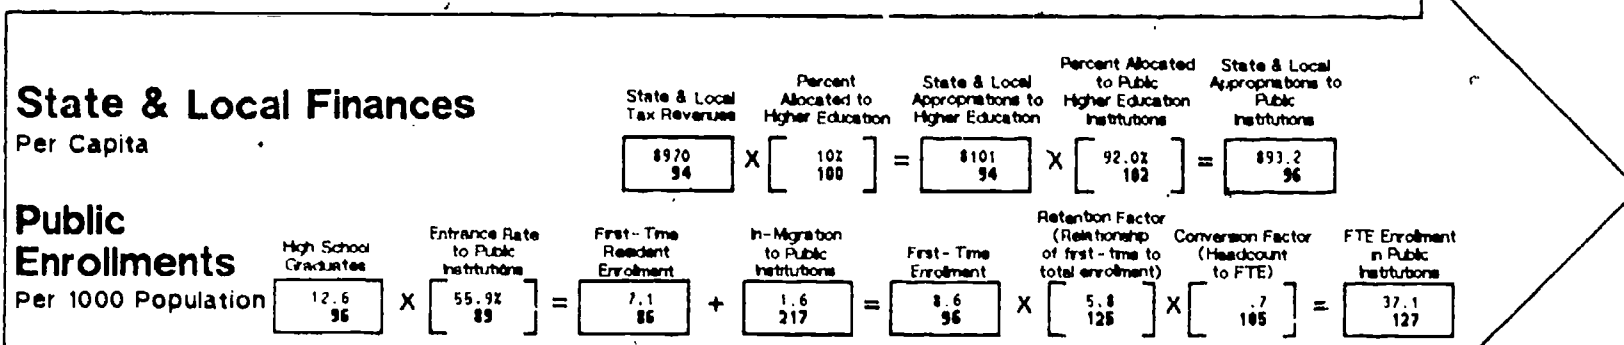 State & Local Finances
Per Capita
State & Local
Tax Revenues
$970
94
X
Percent
Allocated to
Higher Education
10%
100
=
State & Local
Appropriations to
Higher Education
$101
94
X
Percent Allocated
to Public
Higher Education
Institutions
92.0%
102
=
State & Local
Appropriations to
Public
Institutions
$93.2
96
Public
Enrollments
Per 1000 Population
High School
Graduates
12.6
96
X
Entrance Rate
to Public
Institutions
55.9%
89
=
First-Time
Resident
Enrollment
7.1
86
+
In-Migration
to Public
Institutions
1.6
217
=
First-Time
Enrollment
8.6
96
X
Retention Factor
(Relationship
of first-time to
total enrollment)
5.8
125
X
Conversion Factor
(Headcount
to FTE)
.7
105
=
FTE Enrollment
in Public
Institutions
37.1
127